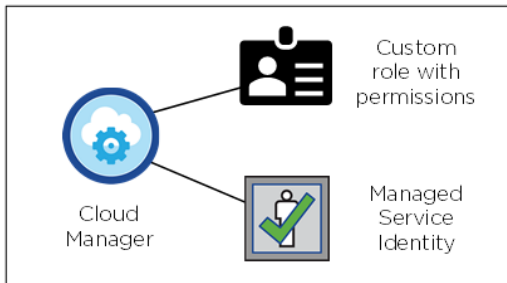 Custom
role with
permissions
Cloud
Manager
Managed
Service
Identity